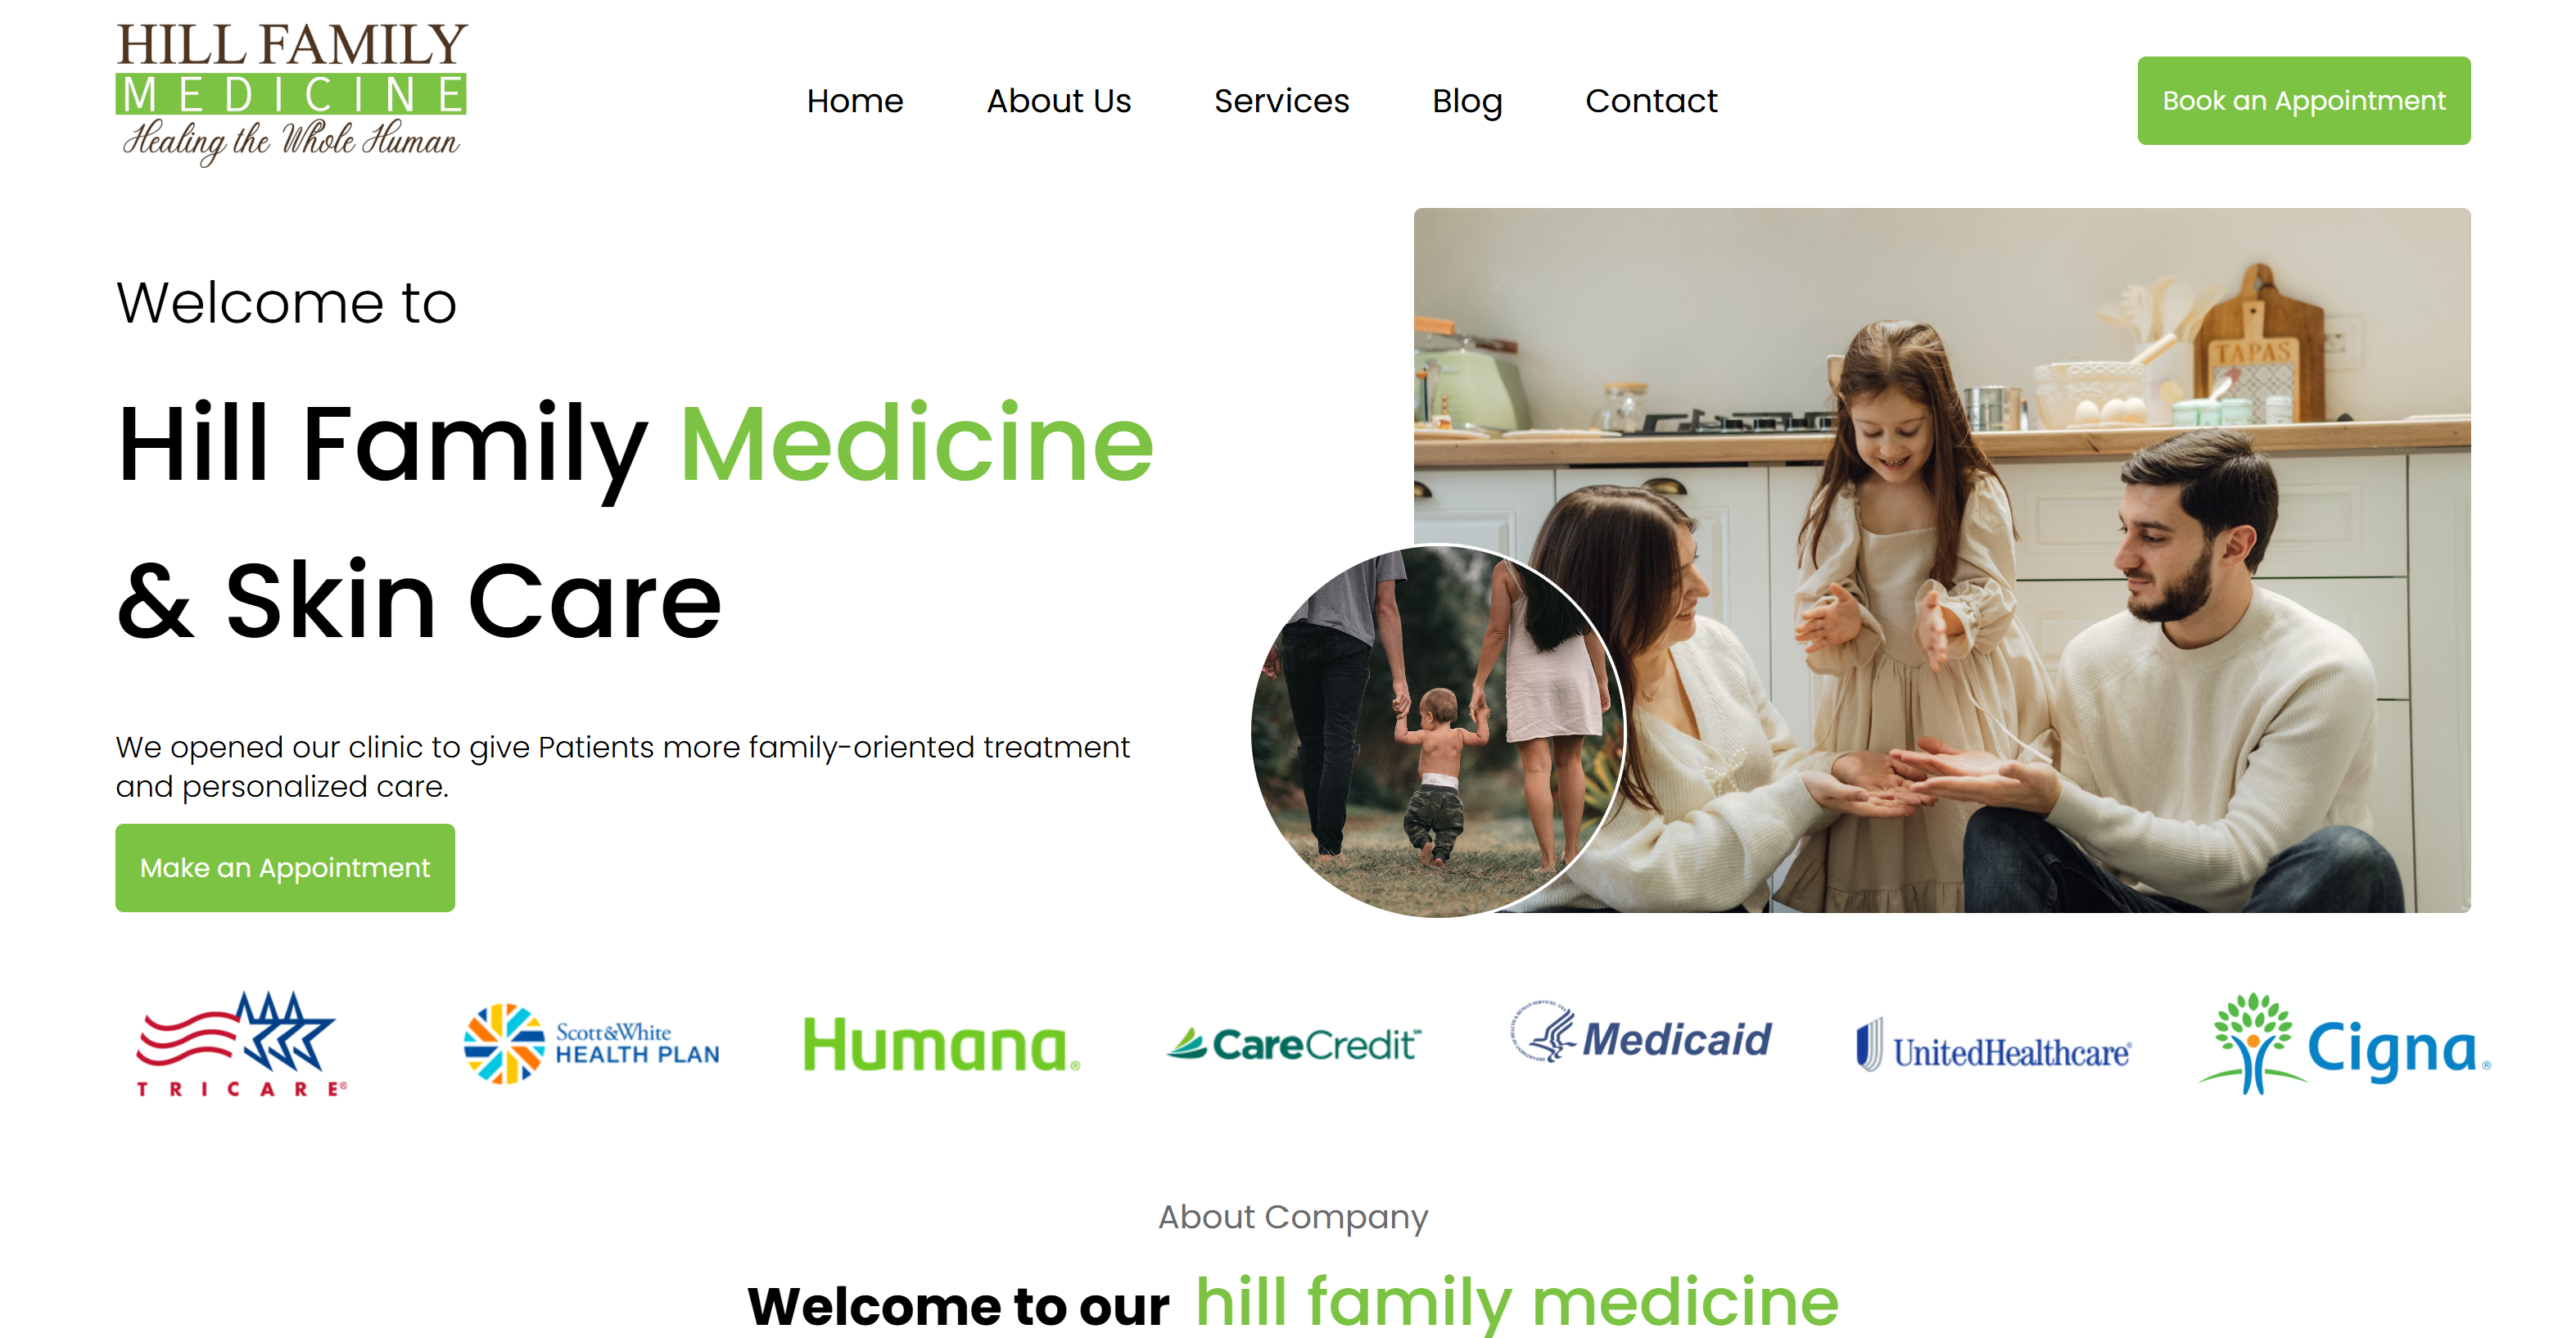 HILL FAMILY
MEDICINE
Healing the Whole Human
Home About Us Services Blog Contact
Book an Appointment
Welcome to
Hill Family Medicine
& Skin Care
We opened our clinic to give Patients more family-oriented treatment
and personalized care.
Make an Appointment
TAPAS
TRICARE®
Scott&White
HEALTH PLAN
Humana®
CareCredit℠
Medicaid
UnitedHealthcare®
Cigna®
About Company
Welcome to our hill family medicine